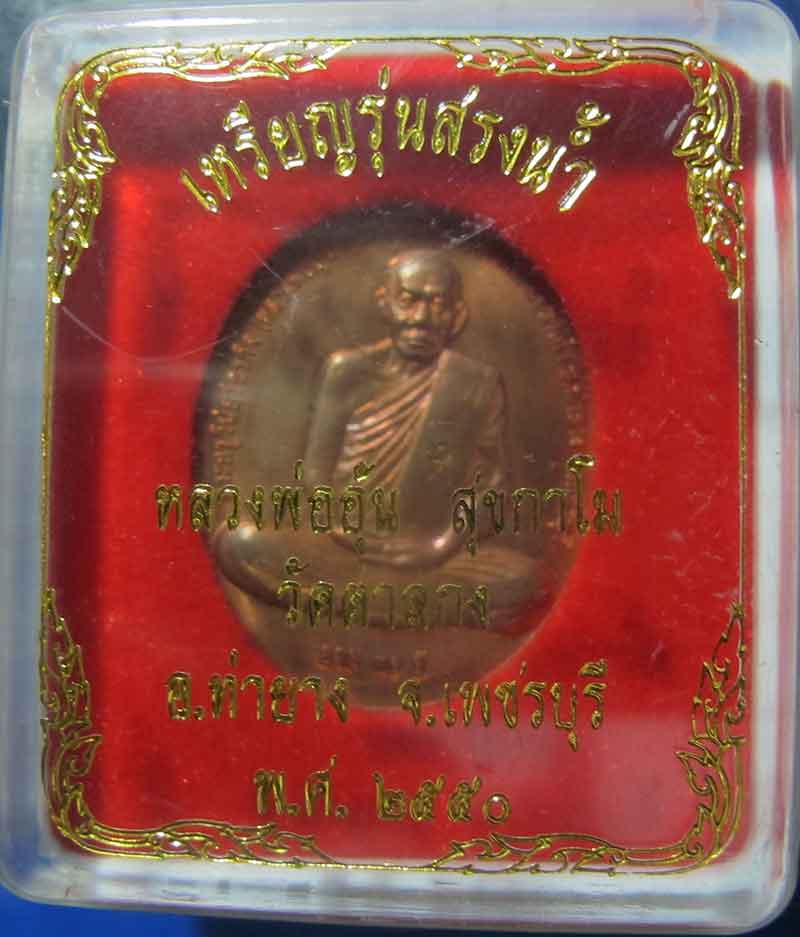 เหรียญรุ่นสรงน้ำ
หลวงพ่ออุ้น สุขกาโม
วัดตาลกง
อ.ท่ายาง จ.เพชรบุรี
พ.ศ. ๒๕๕๐